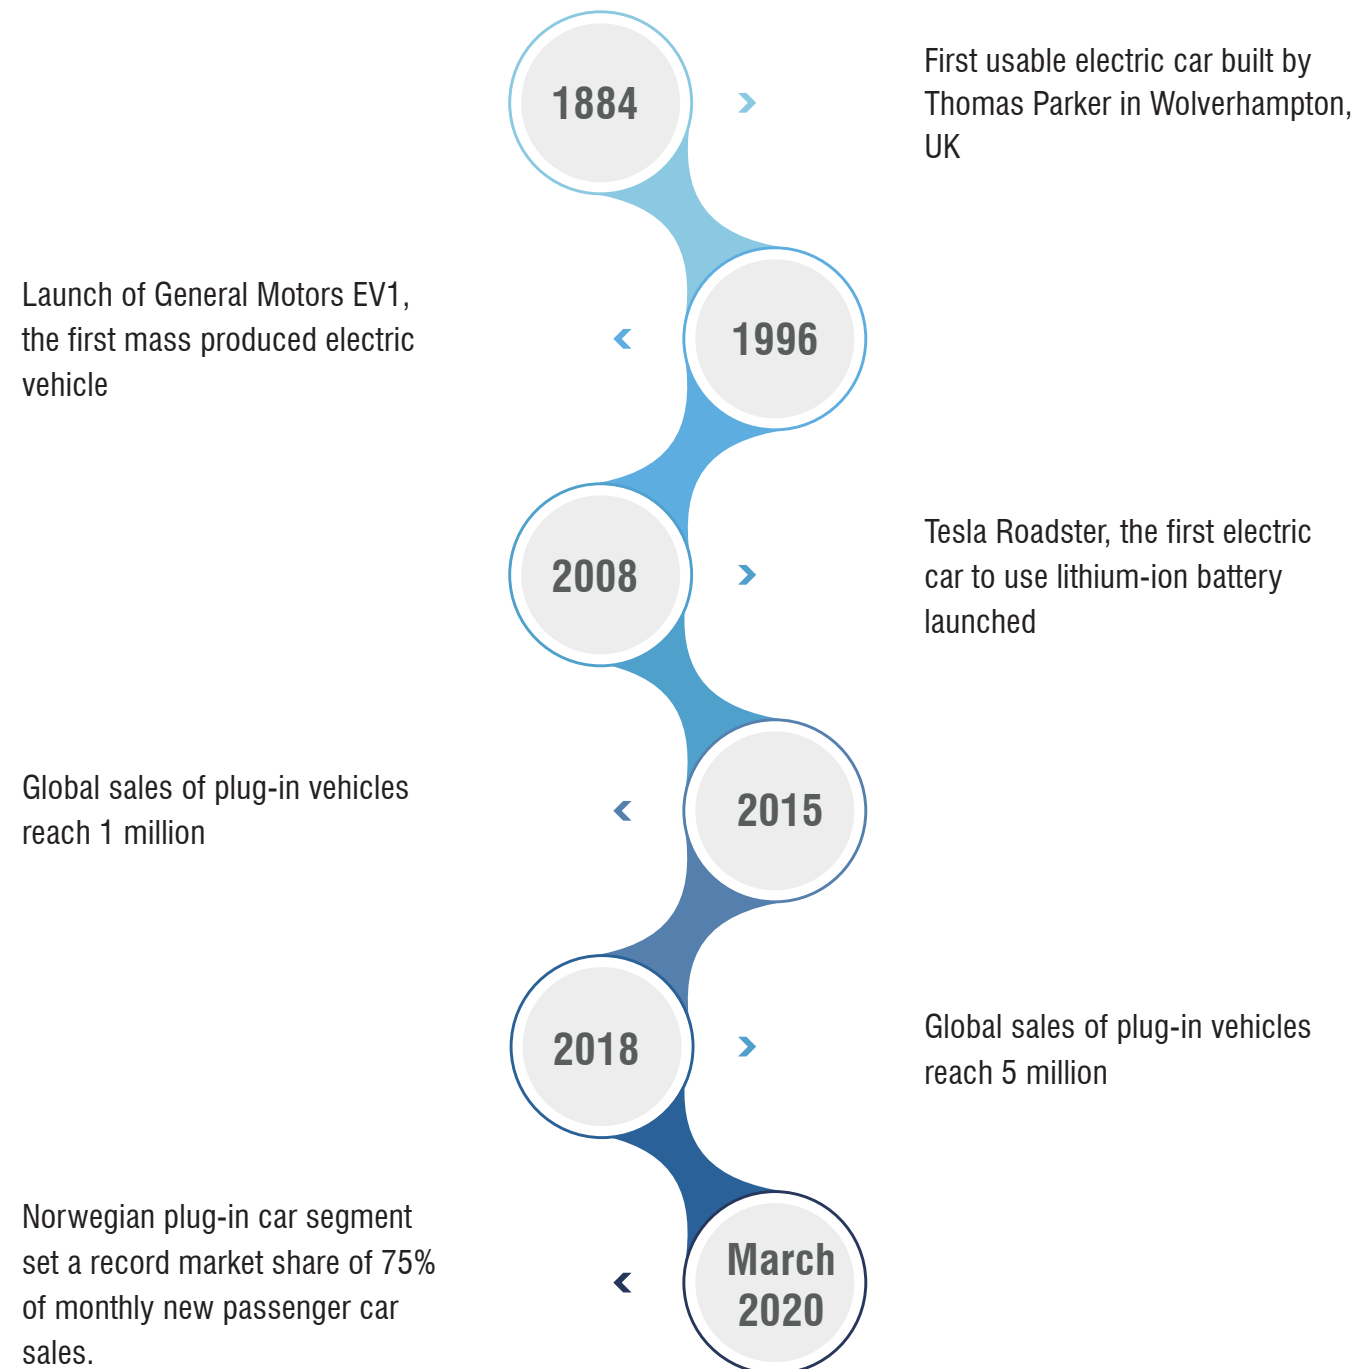 1884
First usable electric car built by
Thomas Parker in Wolverhampton,
UK
Launch of General Motors EV1,
the first mass produced electric
vehicle
1996
2008
Tesla Roadster, the first electric
car to use lithium-ion battery
launched
Global sales of plug-in vehicles
reach 1 million
2015
2018
Global sales of plug-in vehicles
reach 5 million
Norwegian plug-in car segment
set a record market share of 75%
of monthly new passenger car
sales.
March
2020